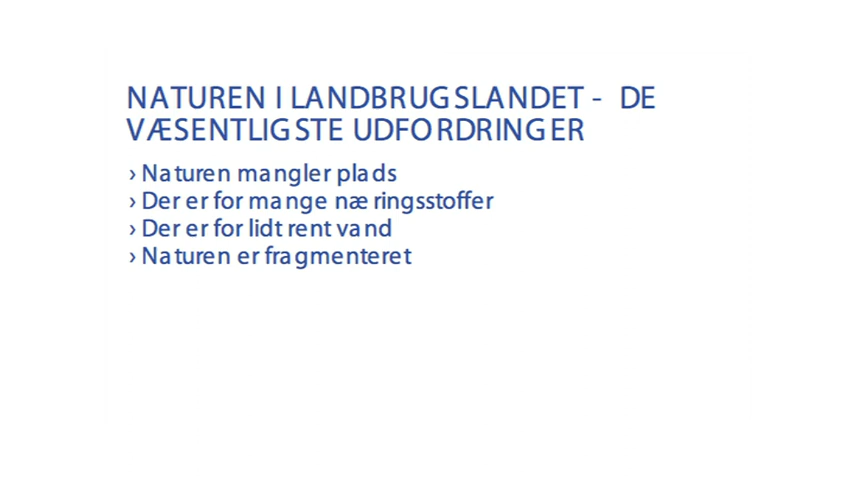 NATUREN I LANDBRUGSLANDET - DE
VÆSENTLIGSTE UDFORDRINGER
› Naturen mangler plads
› Der er for mange næringsstoffer
› Der er for lidt rent vand
› Naturen er fragmenteret